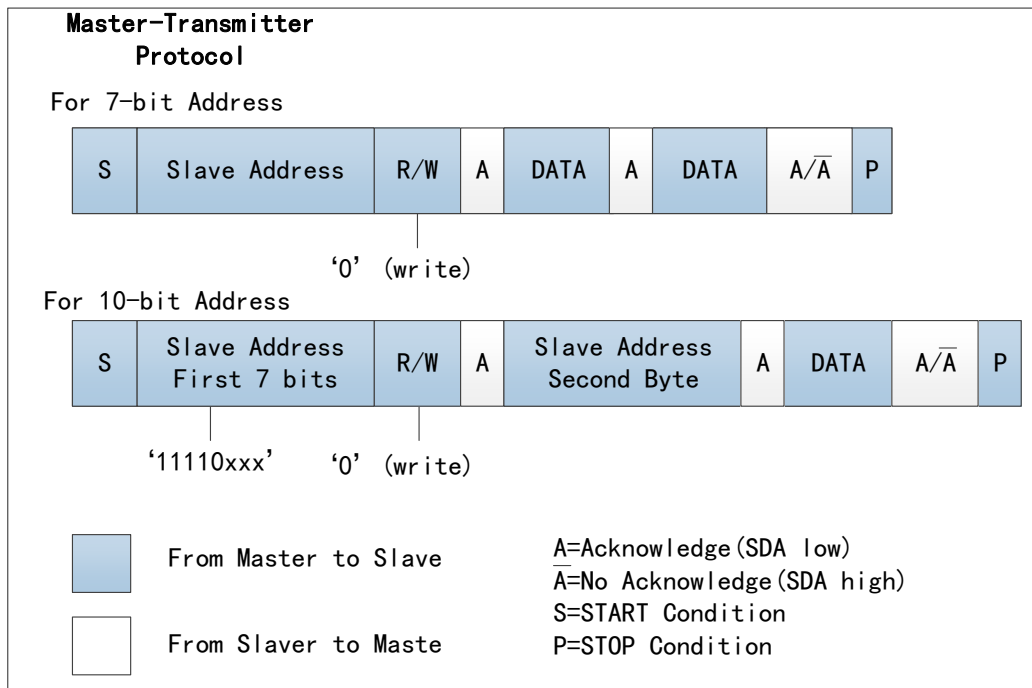 Master-Transmitter
Protocol
For 7-bit Address
S Slave Address R/W A DATA A DATA A/A̅ P
‘0’ (write)
For 10-bit Address
S Slave Address First 7 bits R/W A Slave Address Second Byte A DATA A/A̅ P
‘11110xxx’ ‘0’ (write)
From Master to Slave
From Slaver to Maste
A=Acknowledge(SDA low)
A̅=No Acknowledge(SDA high)
S=START Condition
P=STOP Condition